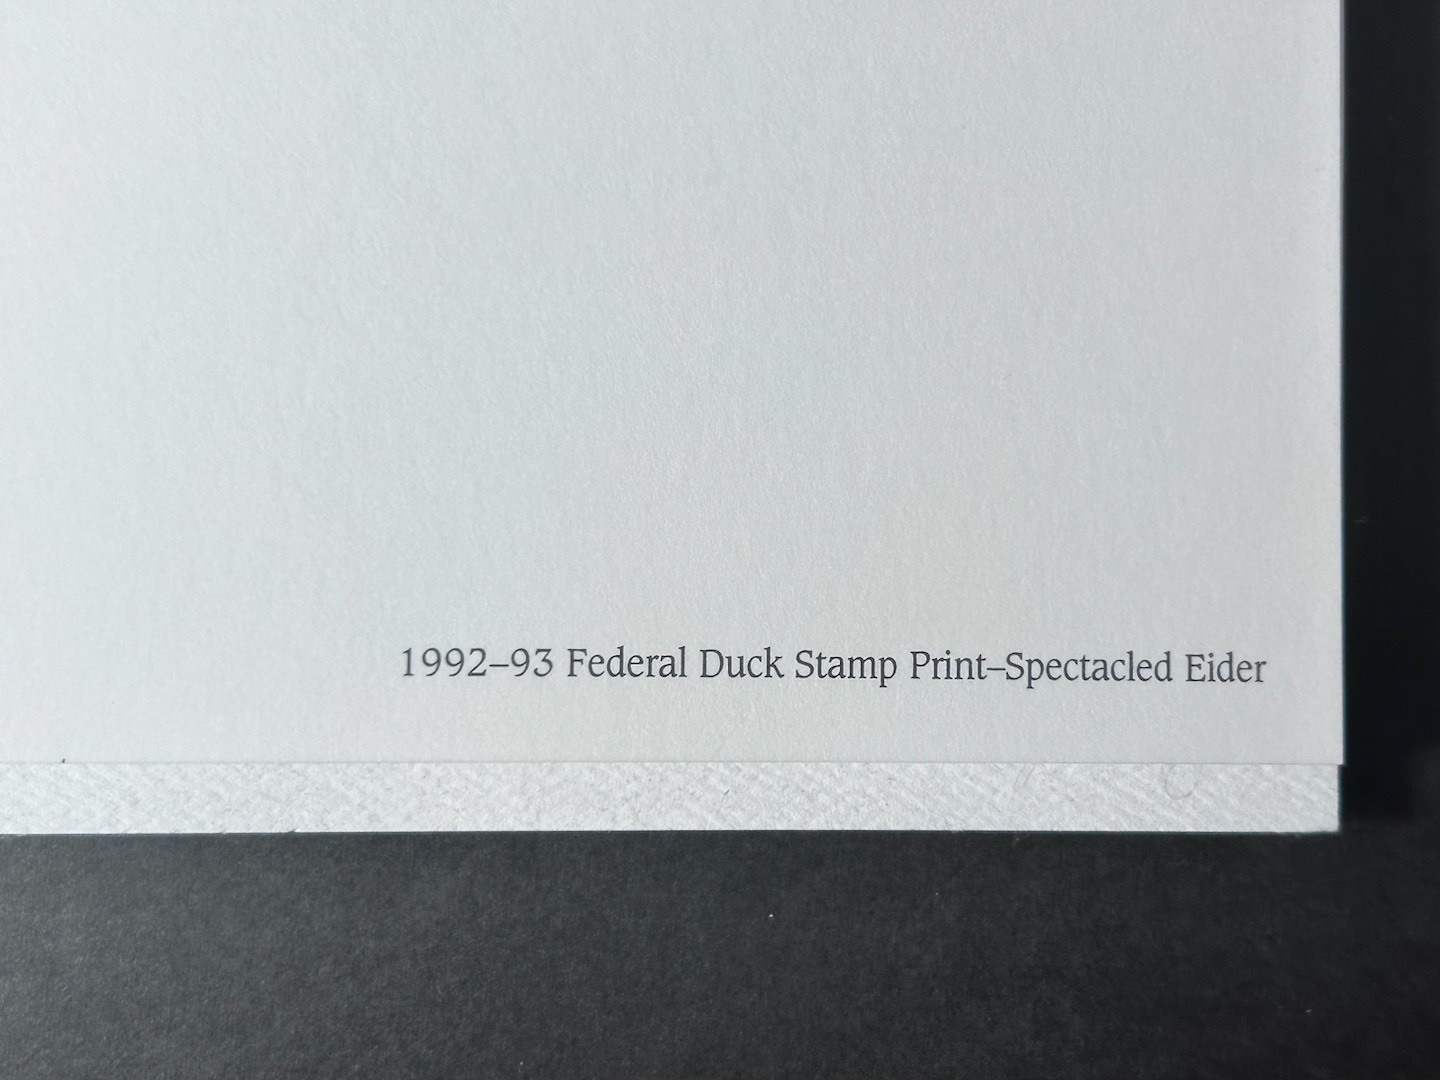 1992–93 Federal Duck Stamp Print–Spectacled Eider